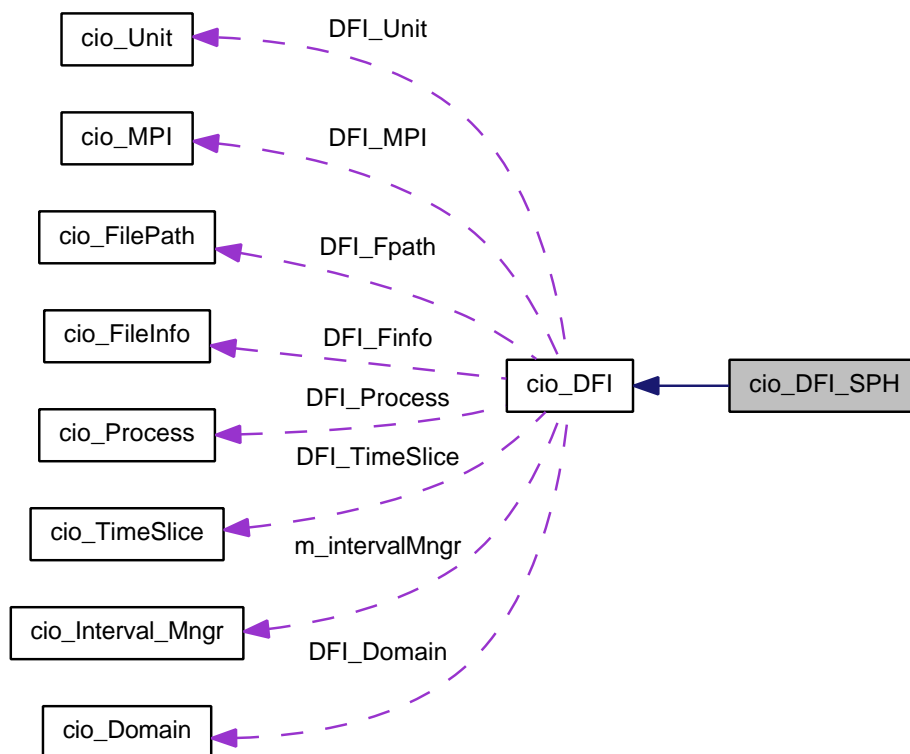 cio_Unit
DFI_Unit
cio_MPI
DFI_MPI
cio_FilePath
DFI_Fpath
cio_FileInfo
DFI_Finfo
cio_DFI
cio_DFI_SPH
cio_Process
DFI_Process
DFI_TimeSlice
cio_TimeSlice
m_intervalMngr
cio_Interval_Mngr
DFI_Domain
cio_Domain